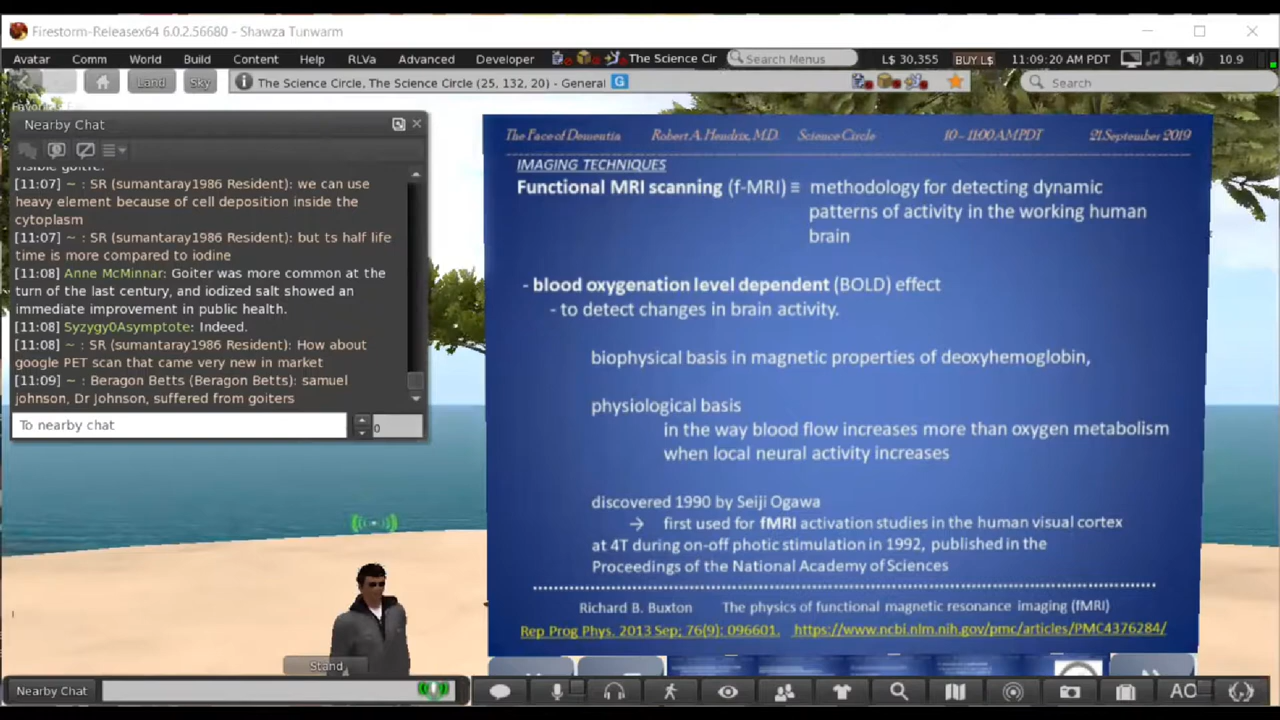 Firestorm-Releasex64 6.0.2.56680 - Shawza Tunwarm
Avatar Comm World Build Content Help RLVa Advanced Developer The Science Cir Search Menus L$ 30,355 BUY L$ 11:09:20 AM PDT 10.9
Land Sky The Science Circle, The Science Circle (25, 132, 20) - General G Search
Nearby Chat
visible goitre.
[11:07] ~ : SR (sumantaray1986 Resident): we can use
heavy element because of cell deposition inside the
cytoplasm
[11:07] ~ : SR (sumantaray1986 Resident): but ts half life
time is more compared to iodine
[11:08] Anne McMinnar: Goiter was more common at the
turn of the last century, and iodized salt showed an
immediate improvement in public health.
[11:08] Syzygy0Asymptote: Indeed.
[11:08] ~ : SR (sumantaray1986 Resident): How about
google PET scan that came very new in market
[11:09] ~ : Beragon Betts (Beragon Betts): samuel
johnson, Dr Johnson, suffered from goiters
To nearby chat 0
The Face of Dementia Robert A. Hendrix, M.D. Science Circle 10 - 11:00 AM PDT 21 September 2019
IMAGING TECHNIQUES
Functional MRI scanning (f-MRI) ≡ methodology for detecting dynamic
patterns of activity in the working human
brain
- blood oxygenation level dependent (BOLD) effect
- to detect changes in brain activity.
biophysical basis in magnetic properties of deoxyhemoglobin,
physiological basis
in the way blood flow increases more than oxygen metabolism
when local neural activity increases
discovered 1990 by Seiji Ogawa
→ first used for fMRI activation studies in the human visual cortex
at 4T during on-off photic stimulation in 1992, published in the
Proceedings of the National Academy of Sciences
Richard B. Buxton The physics of functional magnetic resonance imaging (fMRI)
Rep Prog Phys. 2013 Sep; 76(9): 096601. https://www.ncbi.nlm.nih.gov/pmc/articles/PMC4376284/
Stand
Nearby Chat AO